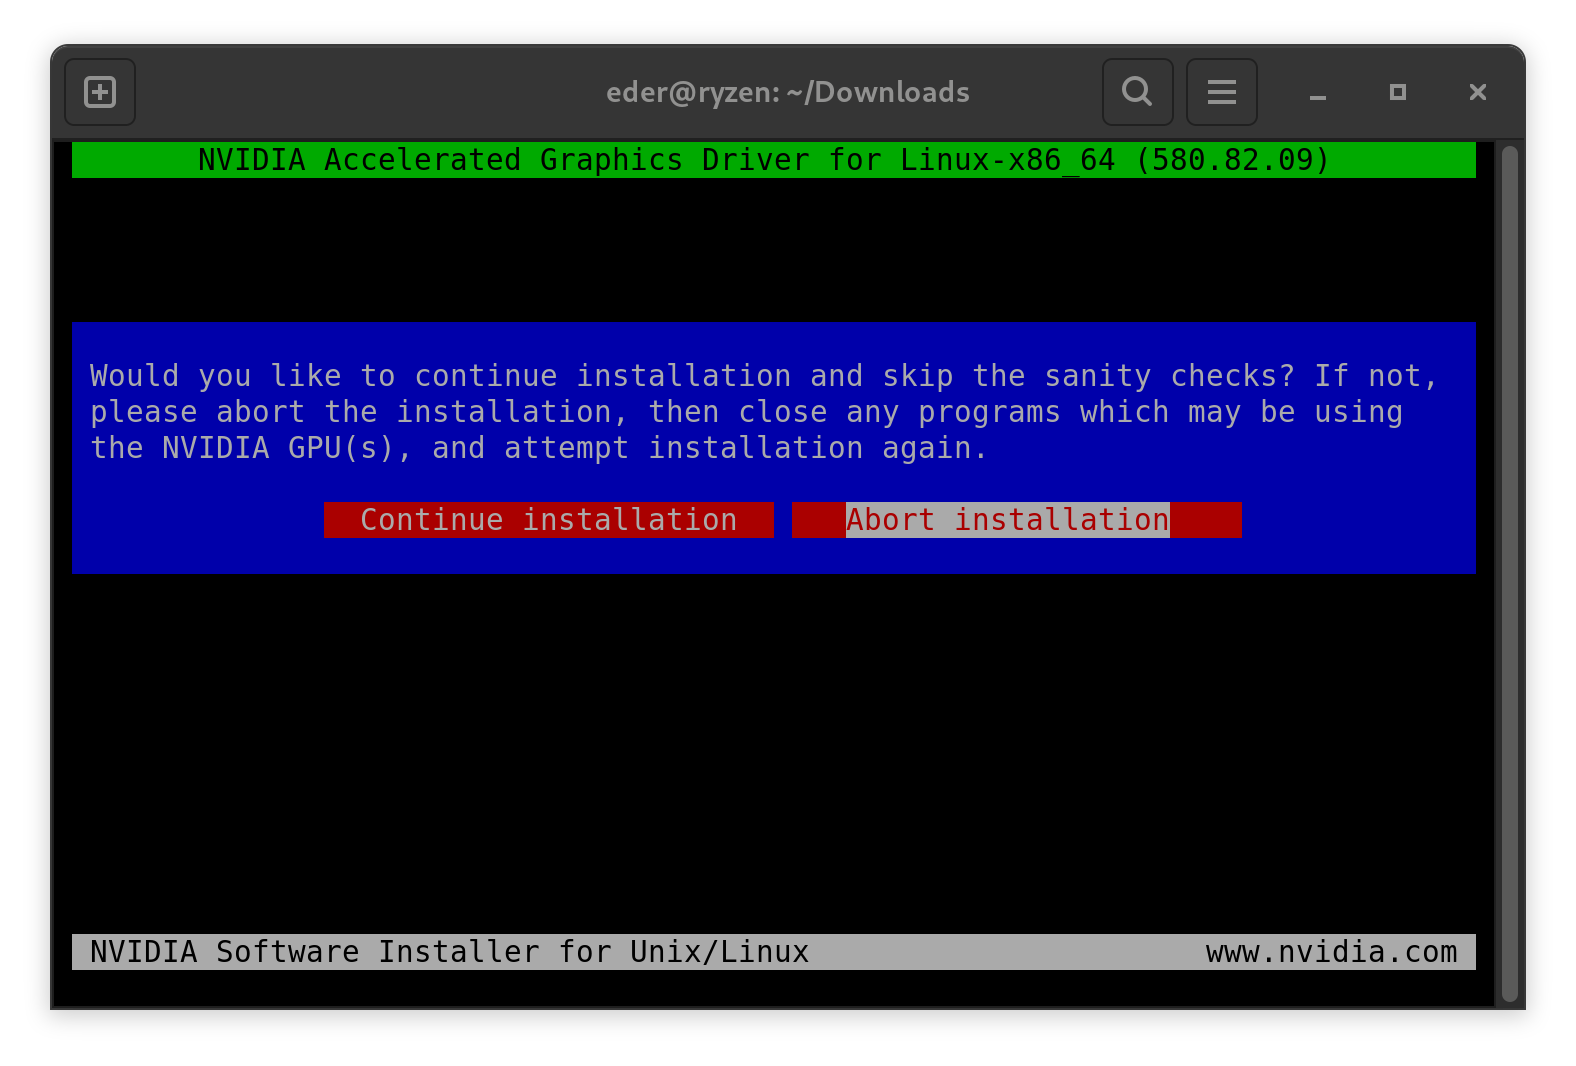 eder@ryzen: ~/Downloads
NVIDIA Accelerated Graphics Driver for Linux-x86_64 (580.82.09)
Would you like to continue installation and skip the sanity checks? If not,
please abort the installation, then close any programs which may be using
the NVIDIA GPU(s), and attempt installation again.
Continue installation Abort installation
NVIDIA Software Installer for Unix/Linux www.nvidia.com